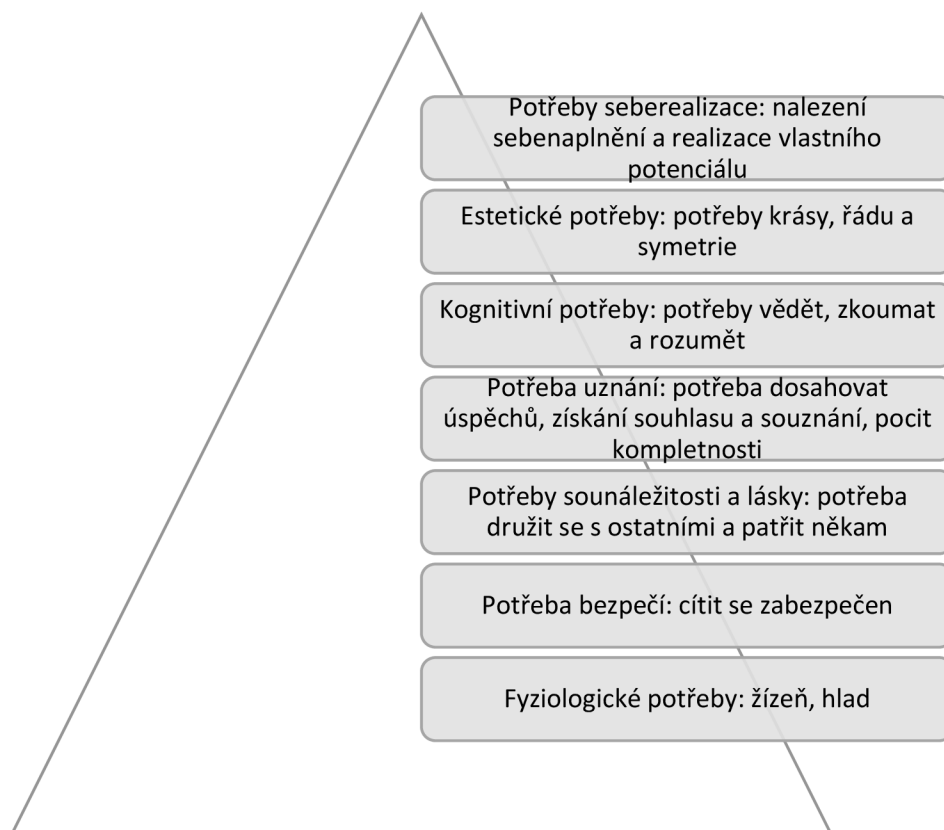 Potřeby seberealizace: nalezení
sebenaplnění a realizace vlastního
potenciálu
Estetické potřeby: potřeby krásy, řádu a
symetrie
Kognitivní potřeby: potřeby vědět, zkoumat
a rozumět
Potřeba uznání: potřeba dosahovat
úspěchů, získání souhlasu a souznání, pocit
kompletnosti
Potřeby sounáležitosti a lásky: potřeba
družit se s ostatními a patřit někam
Potřeba bezpečí: cítit se zabezpečen
Fyziologické potřeby: žízeň, hlad